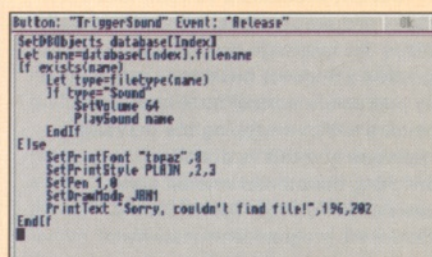 Button: "TriggerSound" Event: "Release" Ok
SetDBObjects database[Index]
Let name=database[Index].filename
If exists(name)
Let type=filetype(name)
If type="Sound"
SetVolume 64
PlaySound name
EndIf
Else
SetPrintFont "topaz",8
SetPrintStyle PLAIN ,2,3
SetPen 1,0
SetDrawMode JAM1
PrintText "Sorry, couldn't find file!",196,202
EndIf